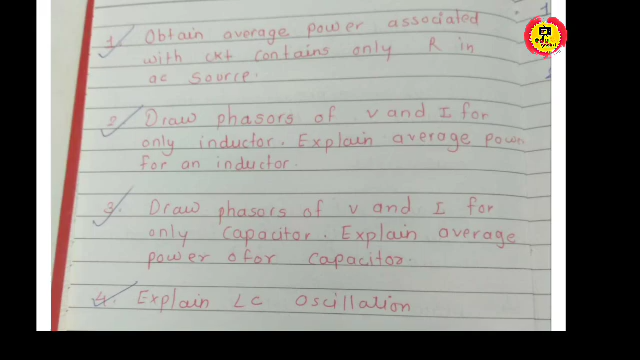 1. Obtain average power associated
with ckt contains only R in
ac source.
2. Draw phasors of v and I for
only inductor. Explain average power
for an inductor.
3. Draw phasors of v and I for
only capacitor. Explain average
power ofor capacitor.
4. Explain LC oscillation
edu